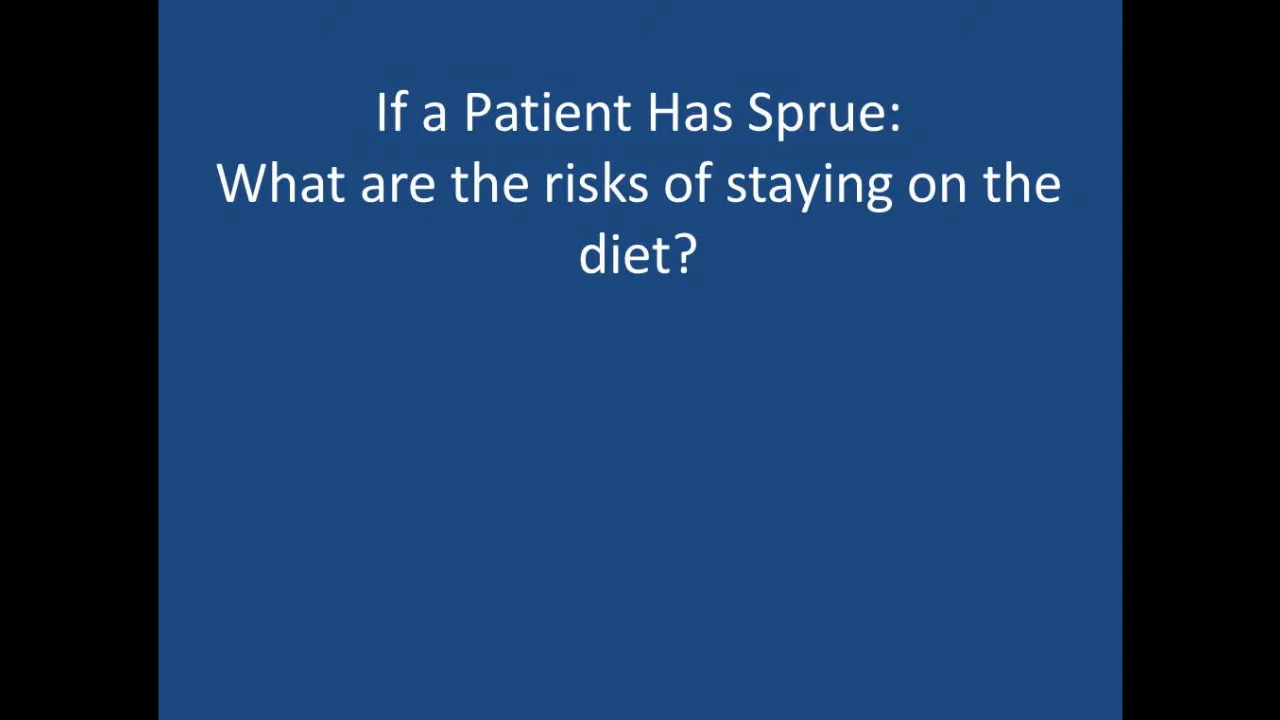 If a Patient Has Sprue:
What are the risks of staying on the
diet?